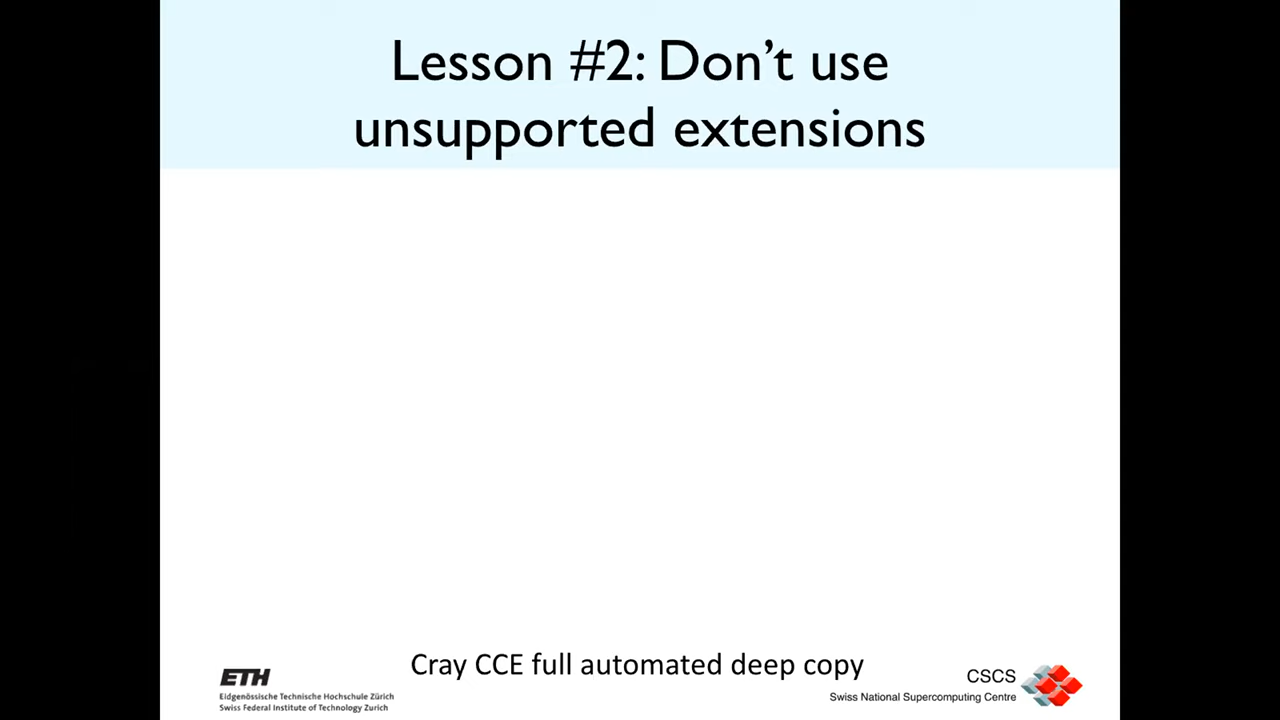 Lesson #2: Don't use
unsupported extensions
Cray CCE full automated deep copy
ETH
Eidgenössische Technische Hochschule Zürich
Swiss Federal Institute of Technology Zurich
CSCS
Swiss National Supercomputing Centre